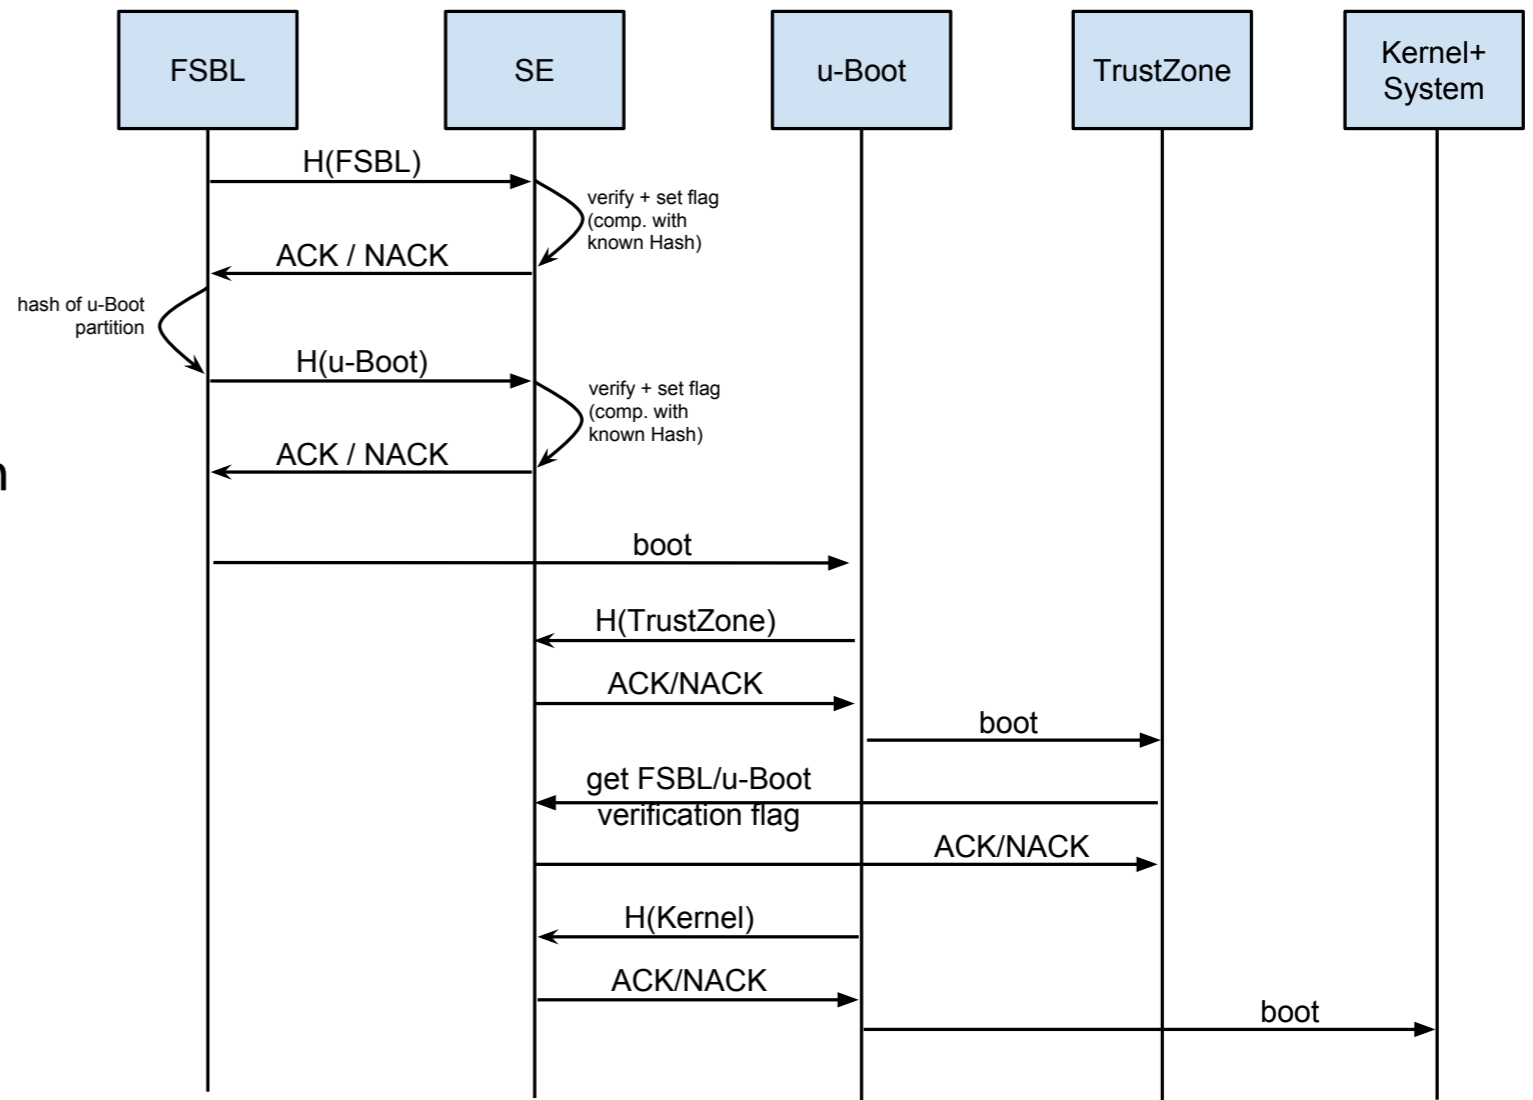 FSBL
SE
u-Boot
TrustZone
Kernel+
System
H(FSBL)
verify + set flag
(comp. with
known Hash)
ACK / NACK
hash of u-Boot
partition
H(u-Boot)
verify + set flag
(comp. with
known Hash)
ACK / NACK
n
boot
H(TrustZone)
ACK/NACK
boot
get FSBL/u-Boot
verification flag
ACK/NACK
H(Kernel)
ACK/NACK
boot